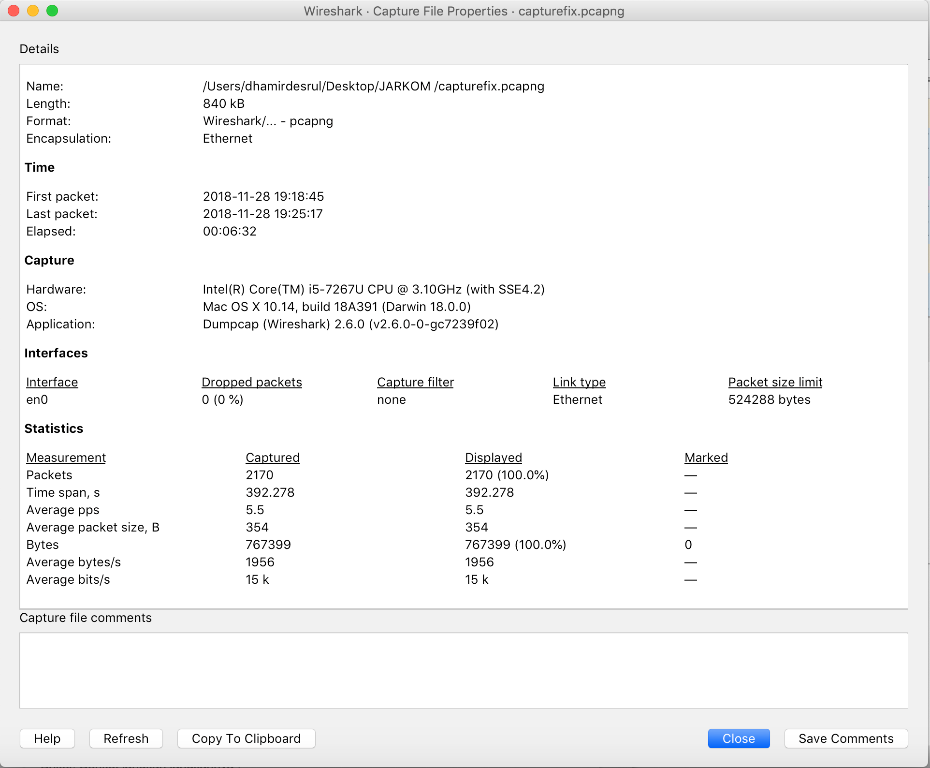 Wireshark · Capture File Properties · capturefix.pcapng
Details
Name: /Users/dhamirdesrul/Desktop/JARKOM /capturefix.pcapng
Length: 840 kB
Format: Wireshark/... - pcapng
Encapsulation: Ethernet
Time
First packet: 2018-11-28 19:18:45
Last packet: 2018-11-28 19:25:17
Elapsed: 00:06:32
Capture
Hardware: Intel(R) Core(TM) i5-7267U CPU @ 3.10GHz (with SSE4.2)
OS: Mac OS X 10.14, build 18A391 (Darwin 18.0.0)
Application: Dumpcap (Wireshark) 2.6.0 (v2.6.0-0-gc7239f02)
Interfaces
Interface Dropped packets Capture filter Link type Packet size limit
en0 0 (0 %) none Ethernet 524288 bytes
Statistics
Measurement Captured Displayed Marked
Packets 2170 2170 (100.0%) —
Time span, s 392.278 392.278 —
Average pps 5.5 5.5 —
Average packet size, B 354 354 —
Bytes 767399 767399 (100.0%) 0
Average bytes/s 1956 1956 —
Average bits/s 15 k 15 k —
Capture file comments
Help Refresh Copy To Clipboard Close Save Comments